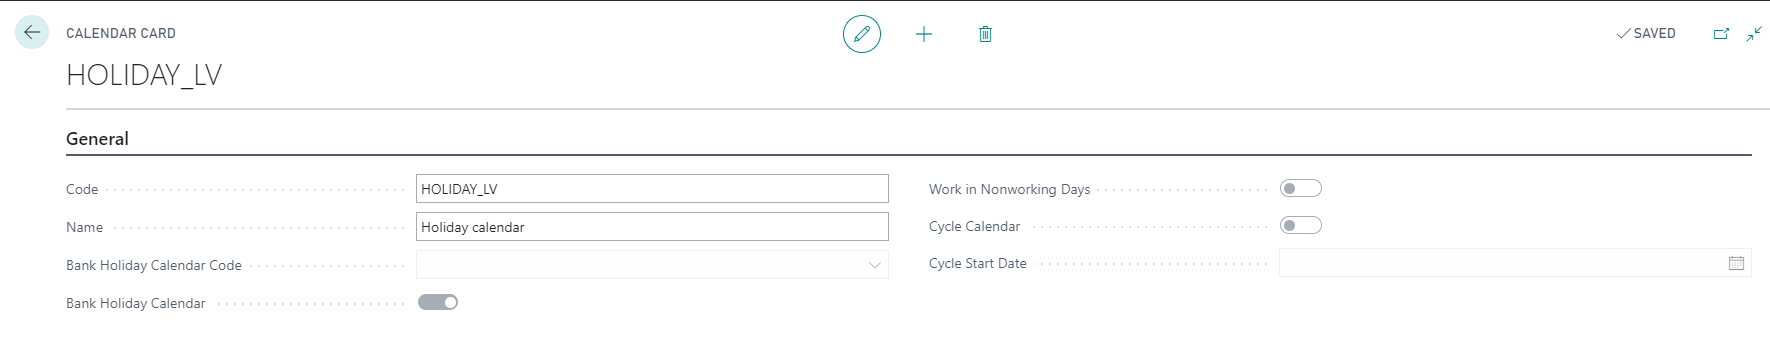 CALENDAR CARD
SAVED
HOLIDAY_LV
General
Code
HOLIDAY_LV
Name
Holiday calendar
Bank Holiday Calendar Code
Bank Holiday Calendar
Work in Nonworking Days
Cycle Calendar
Cycle Start Date